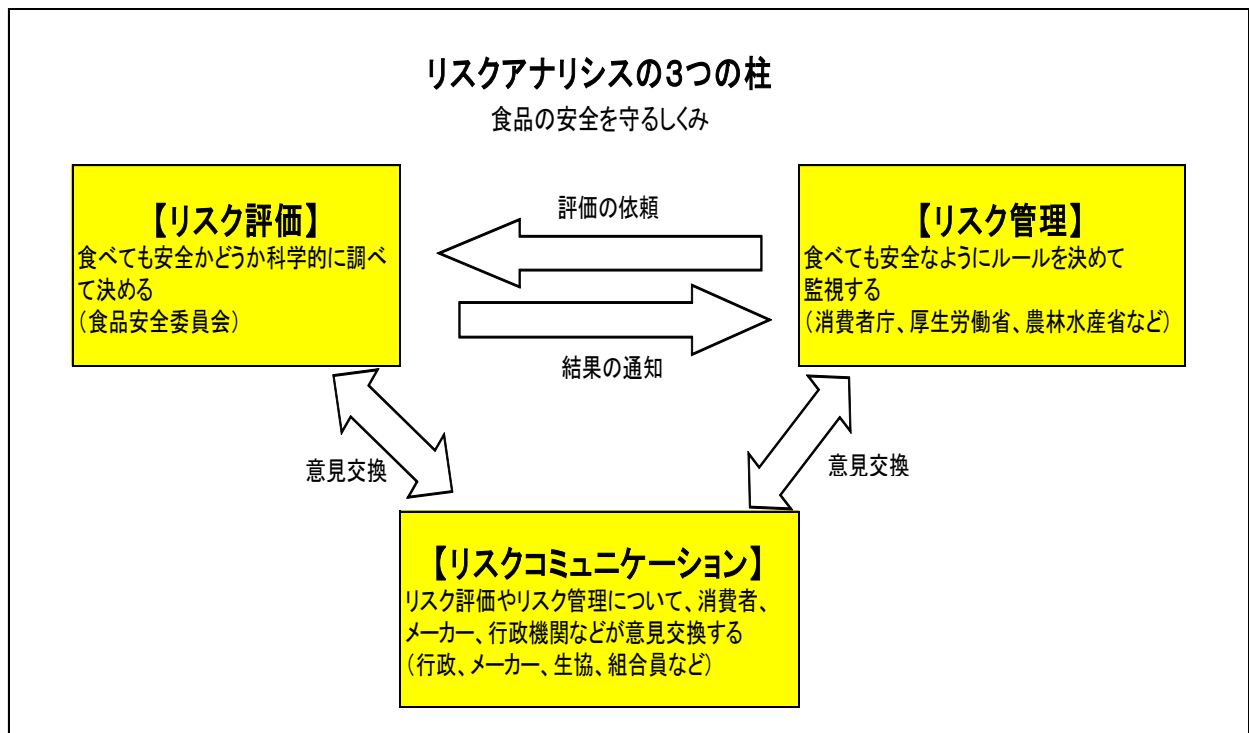 リスクアナリシスの3つの柱
食品の安全を守るしくみ
【リスク評価】
食べても安全かどうか科学的に調べ
て決める
(食品安全委員会)
評価の依頼
結果の通知
【リスク管理】
食べても安全なようにルールを決めて
監視する
(消費者庁、厚生労働省、農林水産省など)
意見交換
意見交換
【リスクコミュニケーション】
リスク評価やリスク管理について、消費者、
メーカー、行政機関などが意見交換する
(行政、メーカー、生協、組合員など)